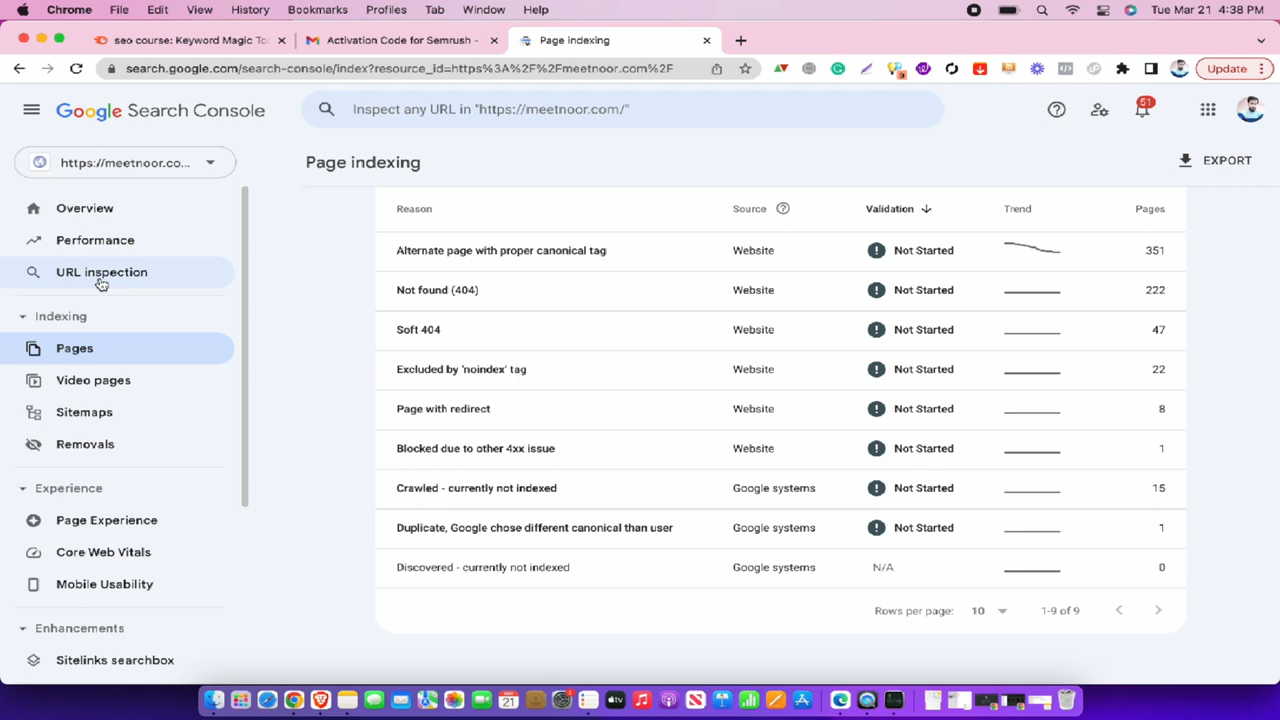 Chrome File Edit View History Bookmarks Profiles Tab Window Help Tue Mar 21 4:38 PM
seo course: Keyword Magic To Activation Code for Semrush - Page indexing
search.google.com/search-console/index?resource_id=https%3A%2F%2Fmeetnoor.com%2F Update
Google Search Console Inspect any URL in "https://meetnoor.com/" 51
https://meetnoor.co... Page indexing EXPORT
Overview
Performance
URL inspection
Indexing
Pages
Video pages
Sitemaps
Removals
Experience
Page Experience
Core Web Vitals
Mobile Usability
Enhancements
Sitelinks searchbox
Reason Source Validation Trend Pages
Alternate page with proper canonical tag Website Not Started 351
Not found (404) Website Not Started 222
Soft 404 Website Not Started 47
Excluded by 'noindex' tag Website Not Started 22
Page with redirect Website Not Started 8
Blocked due to other 4xx issue Website Not Started 1
Crawled - currently not indexed Google systems Not Started 15
Duplicate, Google chose different canonical than user Google systems Not Started 1
Discovered - currently not indexed Google systems N/A 0
Rows per page: 10 1-9 of 9